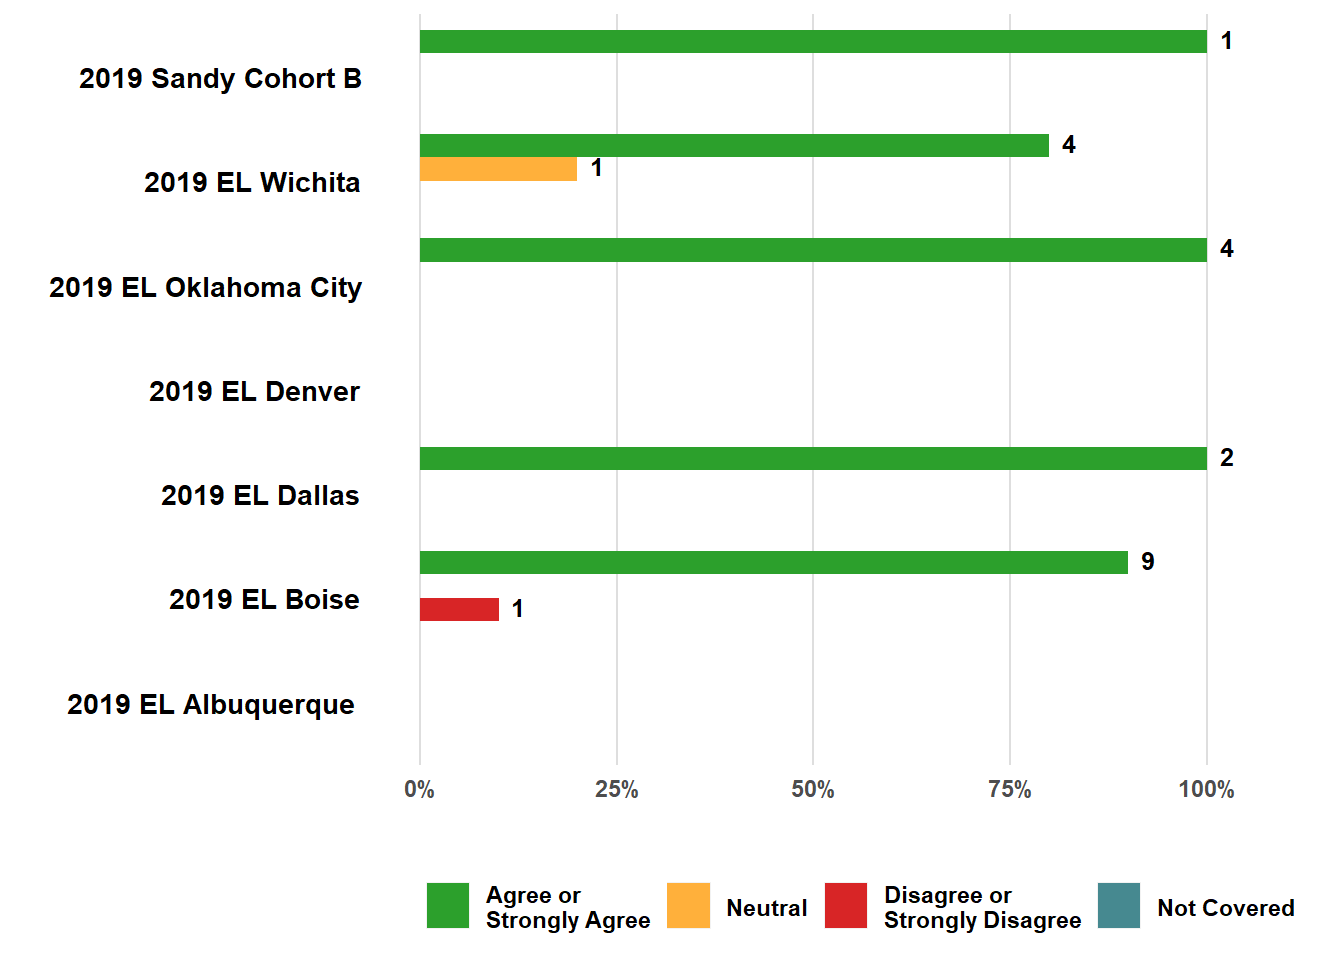 1
2019 Sandy Cohort B
4
1
2019 EL Wichita
4
2019 EL Oklahoma City
2019 EL Denver
2
2019 EL Dallas
9
2019 EL Boise
1
2019 EL Albuquerque
0% 25% 50% 75% 100%
Agree or
Strongly Agree
Neutral
Disagree or
Strongly Disagree
Not Covered